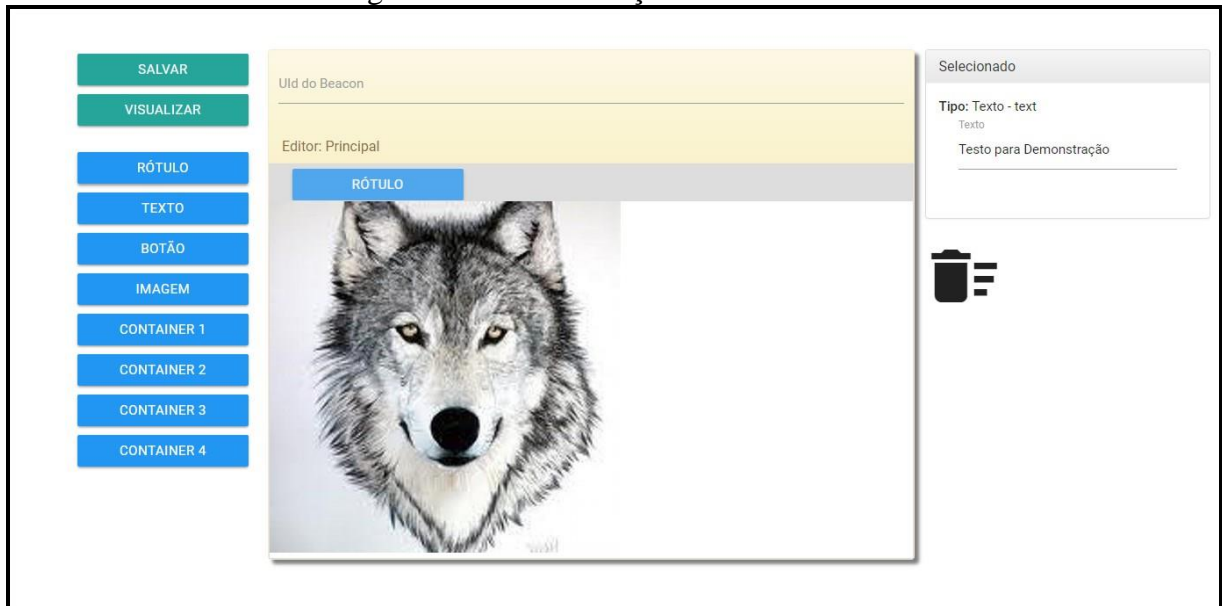 SALVAR
VISUALIZAR
RÓTULO
TEXTO
BOTÃO
IMAGEM
CONTAINER 1
CONTAINER 2
CONTAINER 3
CONTAINER 4
UId do Beacon
Editor: Principal
RÓTULO
Selecionado
Tipo: Texto - text
Texto
Testo para Demonstração